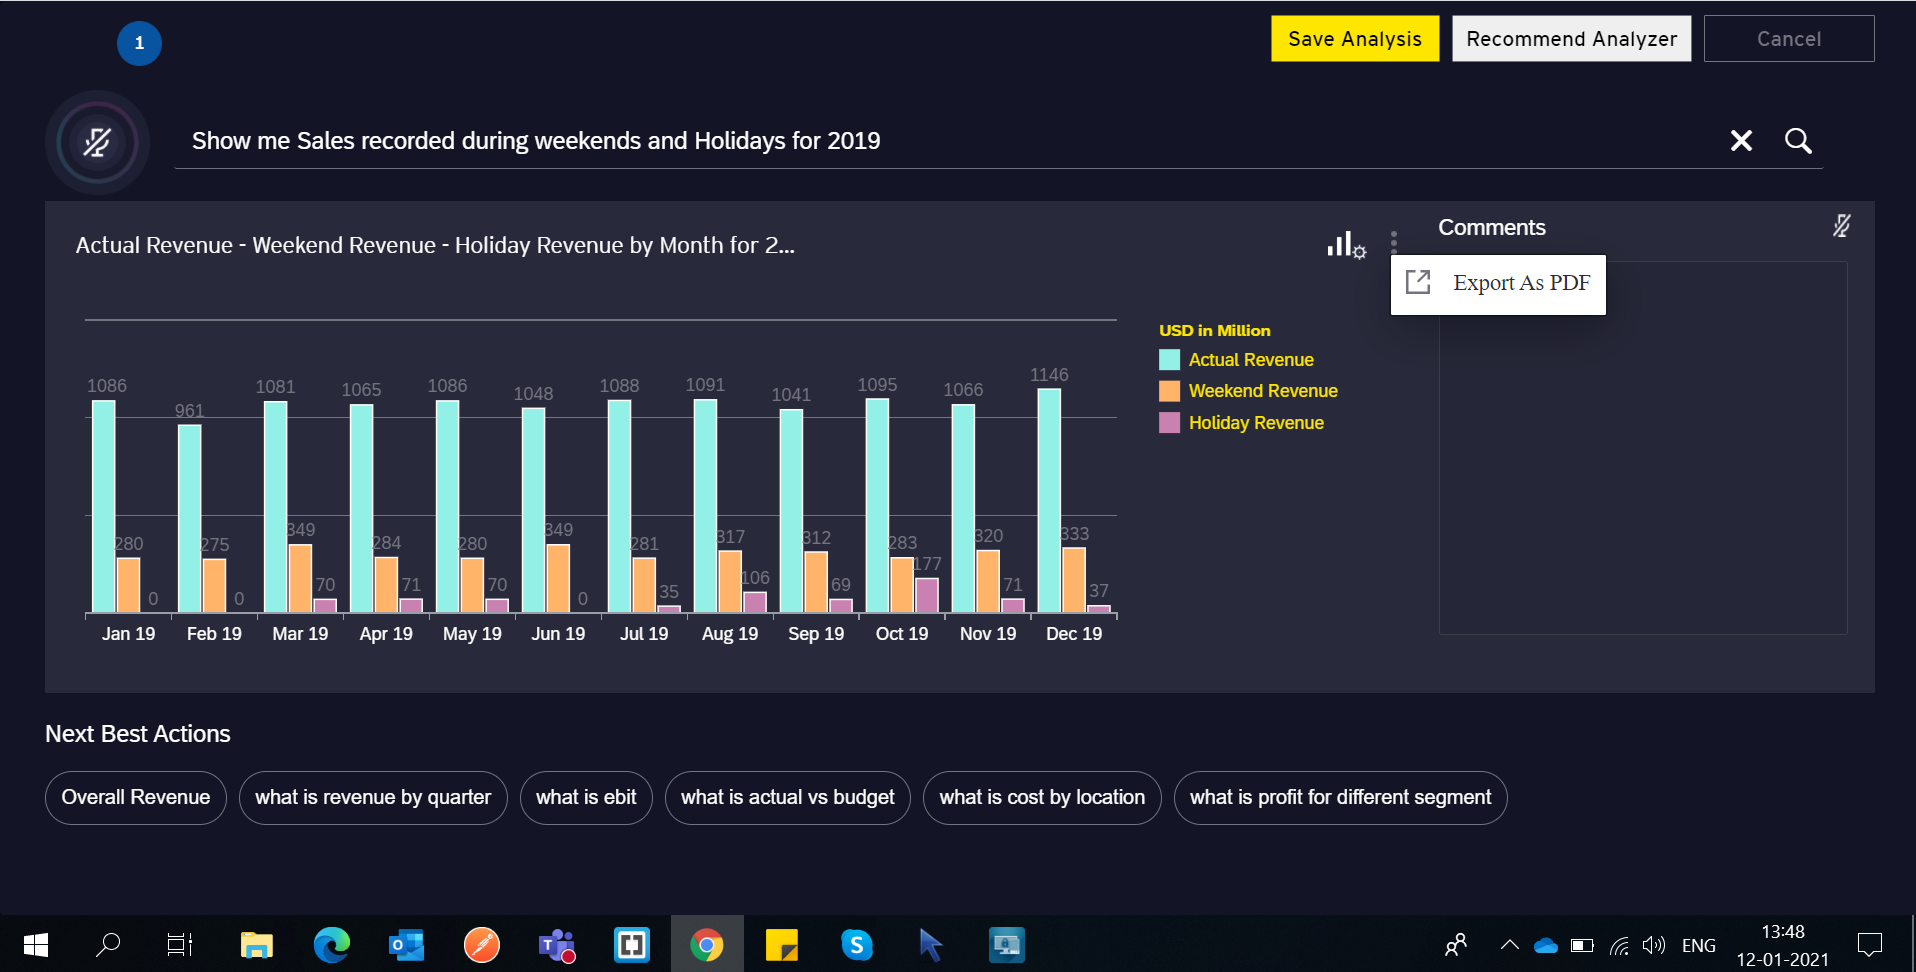 1
Save Analysis
Recommend Analyzer
Cancel
Show me Sales recorded during weekends and Holidays for 2019
Actual Revenue - Weekend Revenue - Holiday Revenue by Month for 2...
Comments
Export As PDF
USD in Million
Actual Revenue
Weekend Revenue
Holiday Revenue
1086 961 1081 1065 1086 1048 1088 1091 1041 1095 1066 1146
280 275 349 284 280 349 281 317 312 283 320 333
0 0 70 71 70 0 35 106 69 177 71 37
Jan 19 Feb 19 Mar 19 Apr 19 May 19 Jun 19 Jul 19 Aug 19 Sep 19 Oct 19 Nov 19 Dec 19
Next Best Actions
Overall Revenue
what is revenue by quarter
what is ebit
what is actual vs budget
what is cost by location
what is profit for different segment
ENG
13:48
12-01-2021